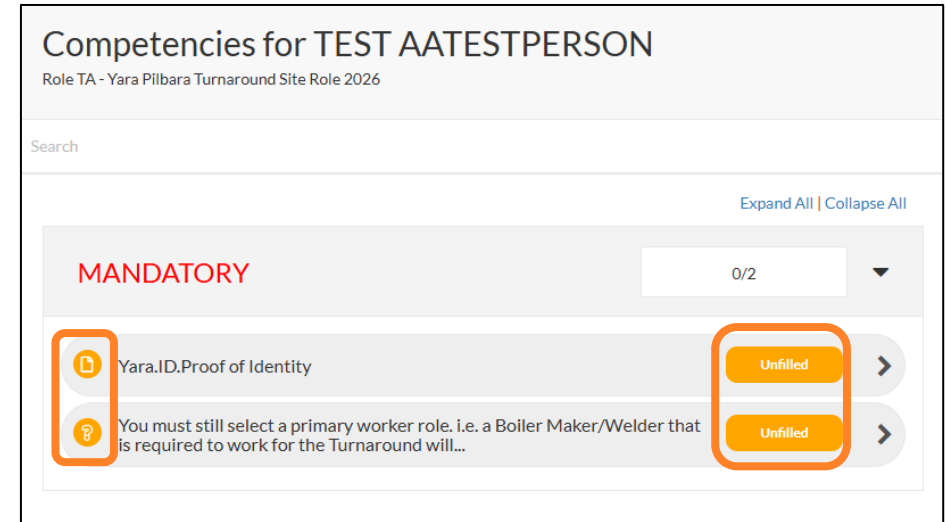 Competencies for TEST AATESTPERSON
Role TA - Yara Pilbara Turnaround Site Role 2026
Search
Expand All | Collapse All
MANDATORY
0/2
Yara.ID.Proof of Identity
Unfilled
You must still select a primary worker role. i.e. a Boiler Maker/Welder that
is required to work for the Turnaround will...
Unfilled